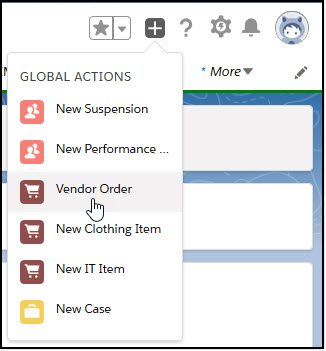 * More
GLOBAL ACTIONS
New Suspension
New Performance ...
Vendor Order
New Clothing Item
New IT Item
New Case